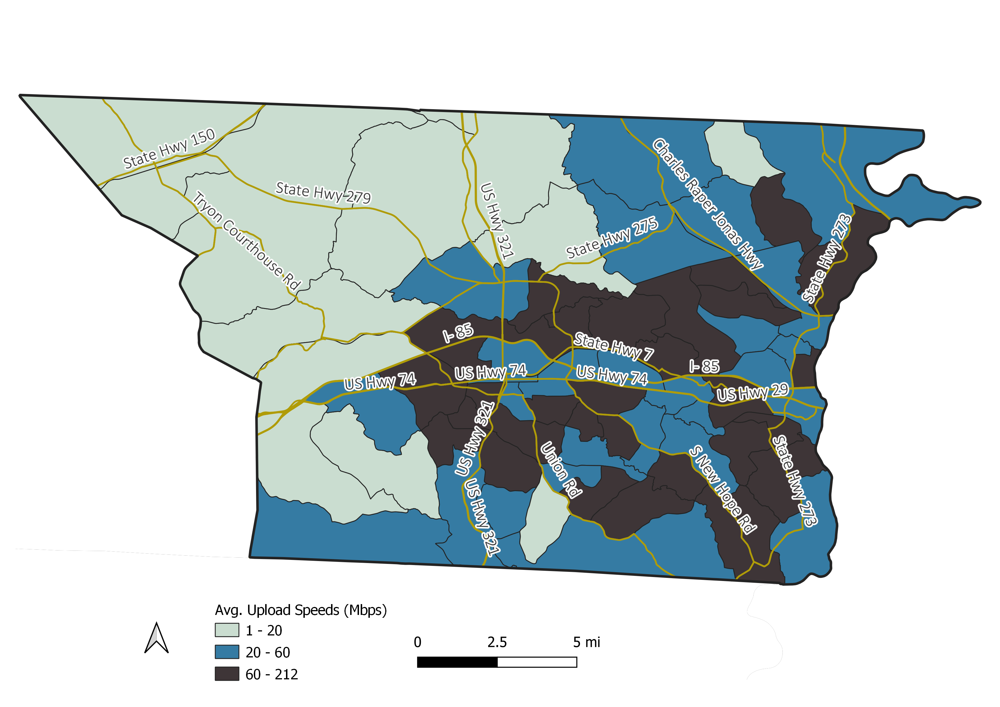 State Hwy 150
Charles Raper Jonas Hwy
State Hwy 279
US Hwy 321
Tryon Courthouse Rd
State Hwy 275
State Hwy 273
I- 85
State Hwy 7
I- 85
US Hwy 74
US Hwy 74
US Hwy 74
US Hwy 29
US Hwy 321
Union Rd
S New Hope Rd
State Hwy 273
US Hwy 321
Avg. Upload Speeds (Mbps)
1 - 20
20 - 60
60 - 212
0 2.5 5 mi